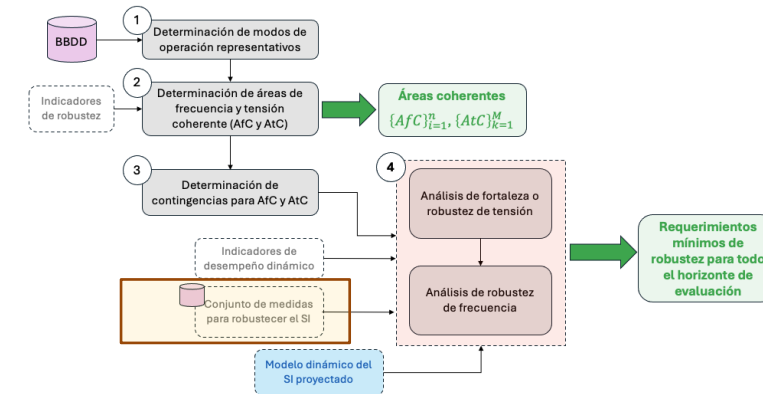 1
BBDD
Determinación de modos de
operación representativos
2
Indicadores
de robustez
Determinación de áreas de
frecuencia y tensión
coherente (AfC y AtC)
Áreas coherentes
{AfC}ⁿᵢ₌₁, {AtC}ᴹₖ₌₁
3
Determinación de
contingencias para AfC y AtC
4
Análisis de fortaleza o
robustez de tensión
Indicadores de
desempeño dinámico
Conjunto de medidas
para robustecer el SI
Análisis de robustez
de frecuencia
Requerimientos
mínimos de
robustez para todo
el horizonte de
evaluación
Modelo dinámico del
SI proyectado